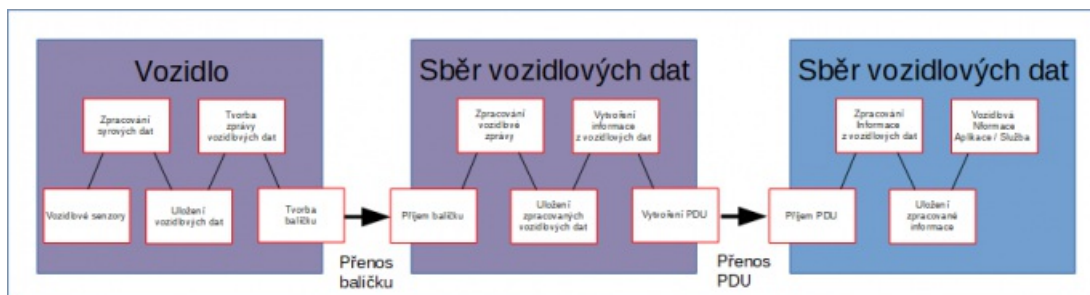 Vozidlo
Zpracování
syrových dat
Tvorba
zprávy
vozidlových dat
Vozidlové senzory
Uložení
vozidlových dat
Tvorba
balíčku
Přenos
balíčku
Sběr vozidlových dat
Zpracování
vozidlové
zprávy
Vytvoření
informace
z vozidlových dat
Příjem balíčku
Uložení
zpracovaných
vozidlových dat
Vytvoření PDU
Přenos
PDU
Sběr vozidlových dat
Zpracování
Informace
z vozidlových dat
Vozidlová
Nformace
Aplikace / Služba
Příjem PDU
Uložení
zpracované
informace